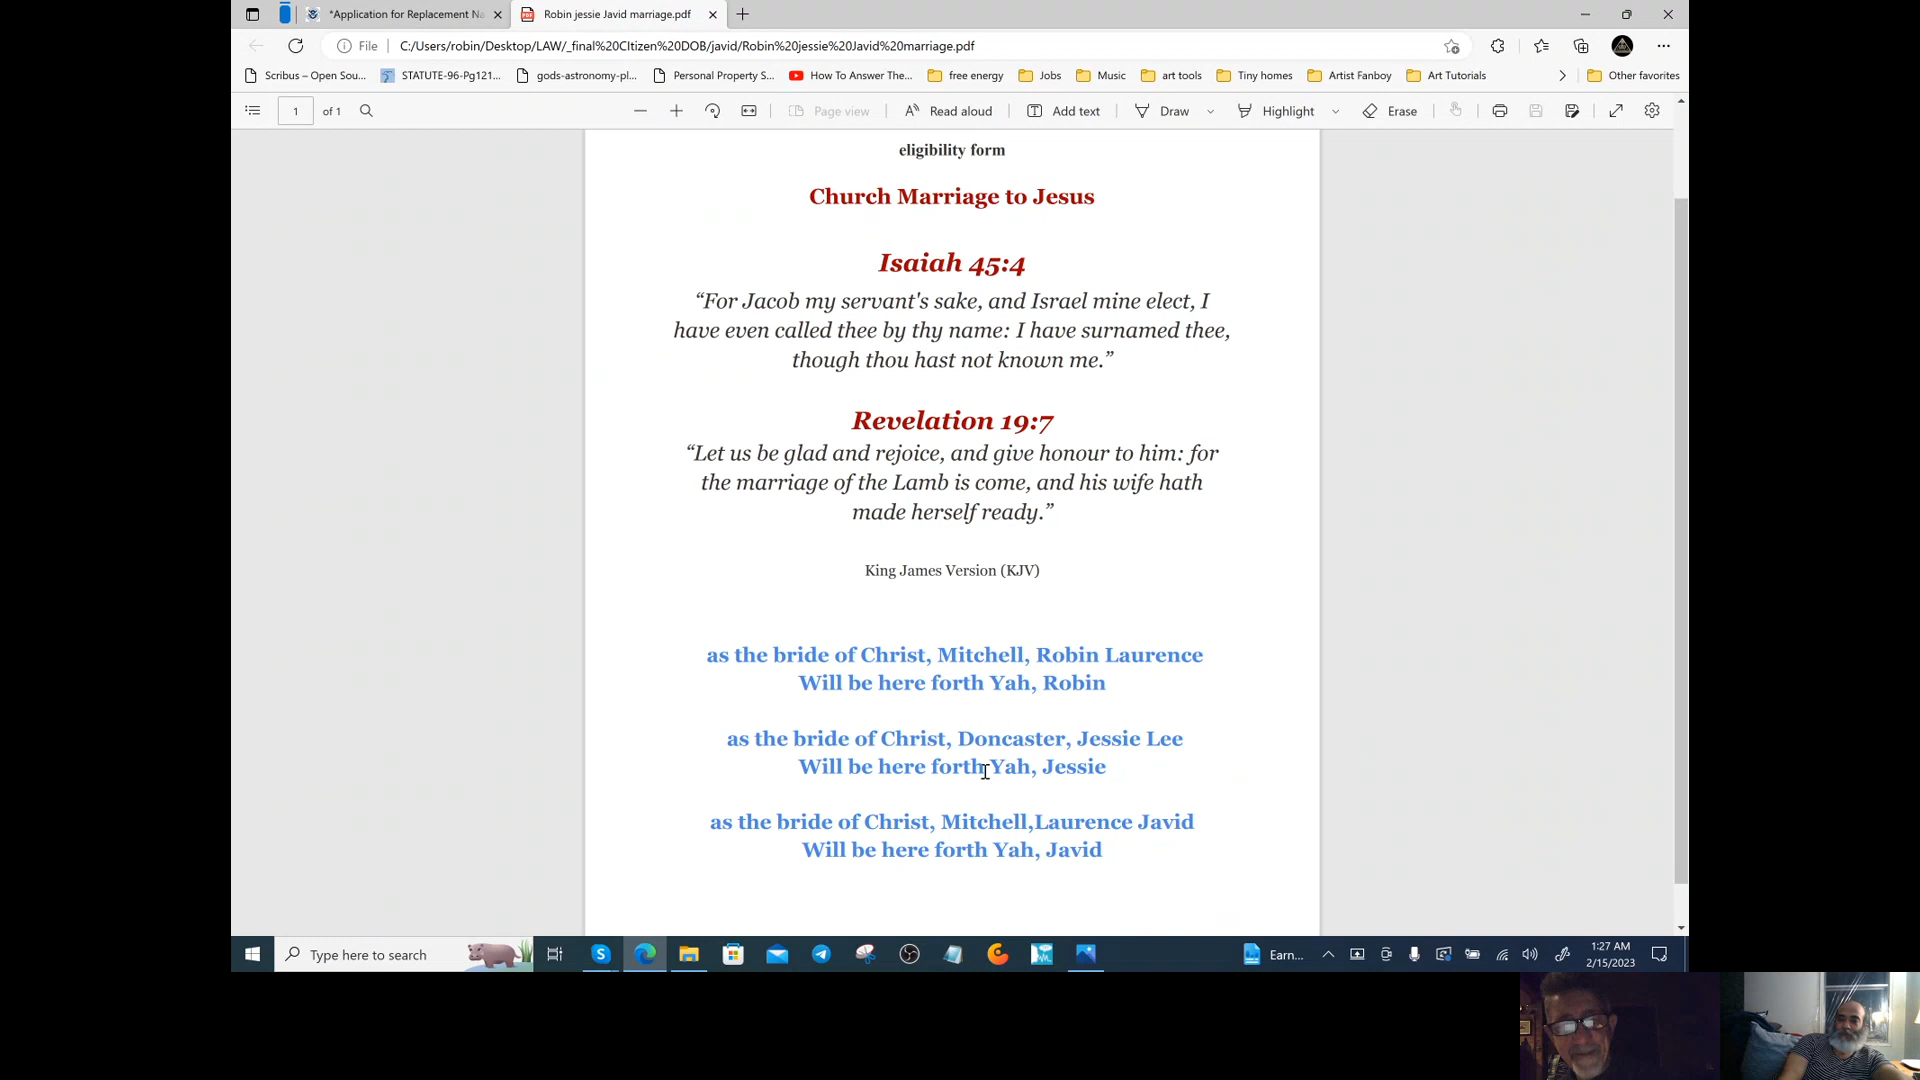 *Application for Replacement Na
Robin jessie Javid marriage.pdf
File
C:/Users/robin/Desktop/LAW/_final%20CItizen%20DOB/javid/Robin%20jessie%20Javid%20marriage.pdf
Scribus – Open Sou...
STATUTE-96-Pg121...
gods-astronomy-pl...
Personal Property S...
How To Answer The...
free energy
Jobs
Music
art tools
Tiny homes
Artist Fanboy
Art Tutorials
Other favorites
1 of 1
Page view
Read aloud
Add text
Draw
Highlight
Erase
eligibility form
Church Marriage to Jesus
Isaiah 45:4
“For Jacob my servant's sake, and Israel mine elect, I
have even called thee by thy name: I have surnamed thee,
though thou hast not known me.”
Revelation 19:7
“Let us be glad and rejoice, and give honour to him: for
the marriage of the Lamb is come, and his wife hath
made herself ready.”
King James Version (KJV)
as the bride of Christ, Mitchell, Robin Laurence
Will be here forth Yah, Robin
as the bride of Christ, Doncaster, Jessie Lee
Will be here forth Yah, Jessie
as the bride of Christ, Mitchell,Laurence Javid
Will be here forth Yah, Javid
Type here to search
Earn...
1:27 AM
2/15/2023